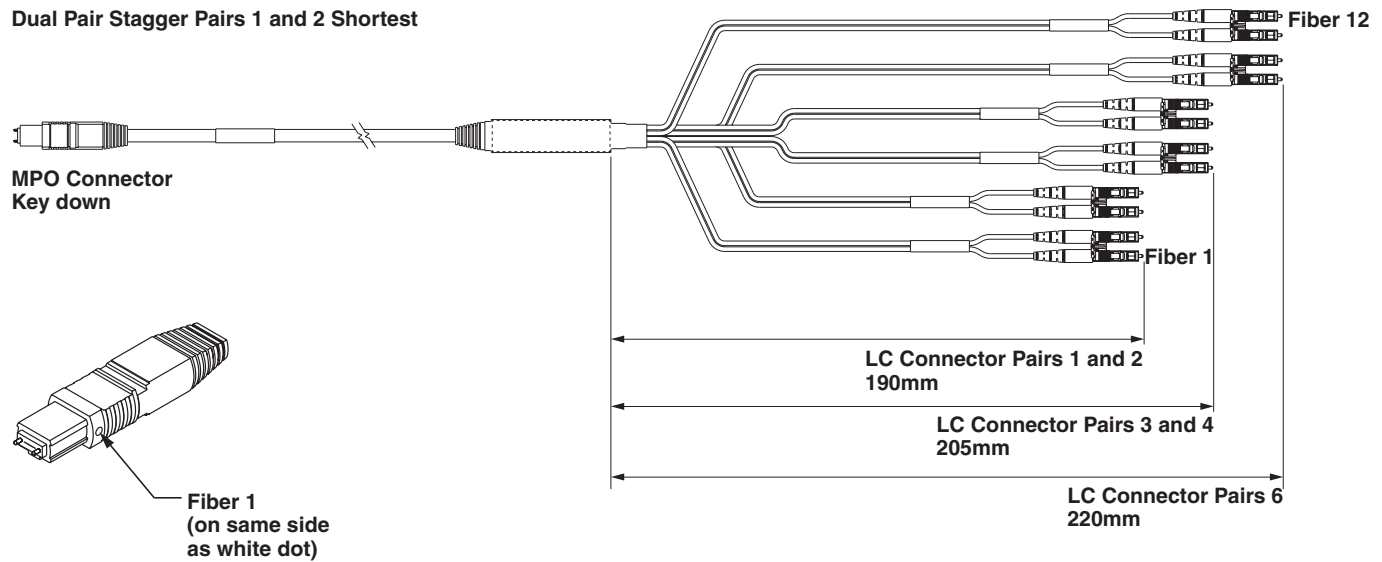 Dual Pair Stagger Pairs 1 and 2 Shortest
Fiber 12
MPO Connector
Key down
Fiber 1
LC Connector Pairs 1 and 2
190mm
LC Connector Pairs 3 and 4
205mm
LC Connector Pairs 6
220mm
Fiber 1
(on same side
as white dot)